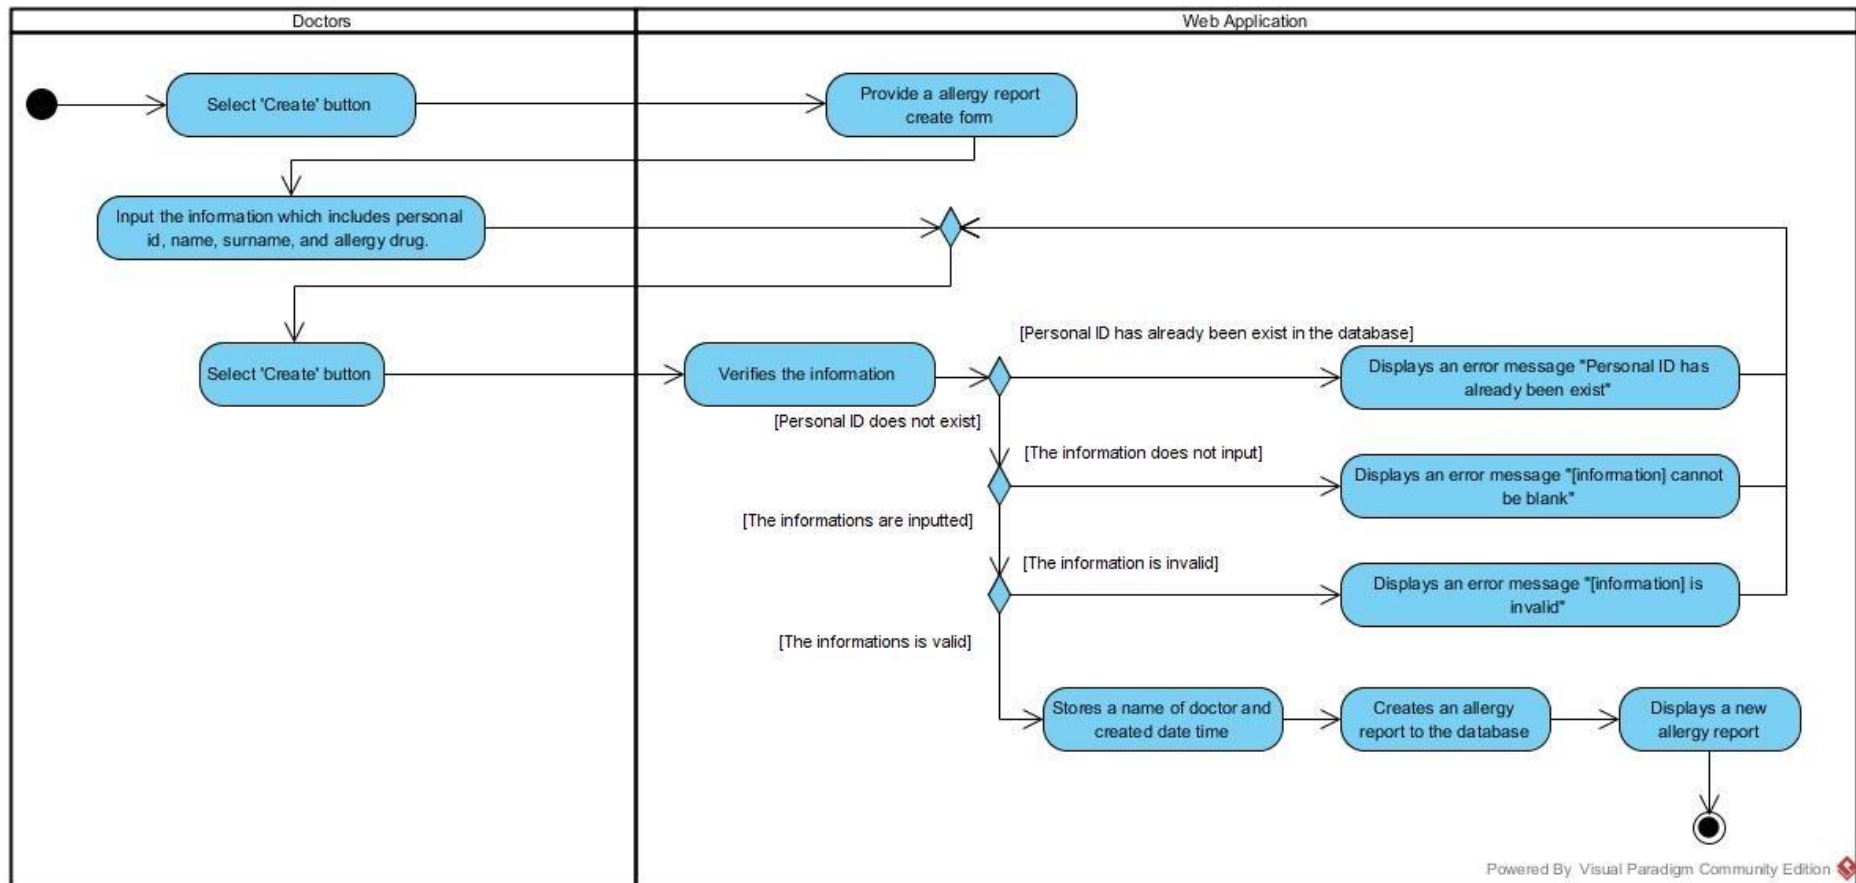 Doctors
Web Application
Select 'Create' button
Provide a allergy report
create form
Input the information which includes personal
id, name, surname, and allergy drug.
Select 'Create' button
Verifies the information
[Personal ID has already been exist in the database]
Displays an error message "Personal ID has
already been exist"
[Personal ID does not exist]
[The information does not input]
Displays an error message "[information] cannot
be blank"
[The informations are inputted]
[The information is invalid]
Displays an error message "[information] is
invalid"
[The informations is valid]
Stores a name of doctor and
created date time
Creates an allergy
report to the database
Displays a new
allergy report
Powered By Visual Paradigm Community Edition